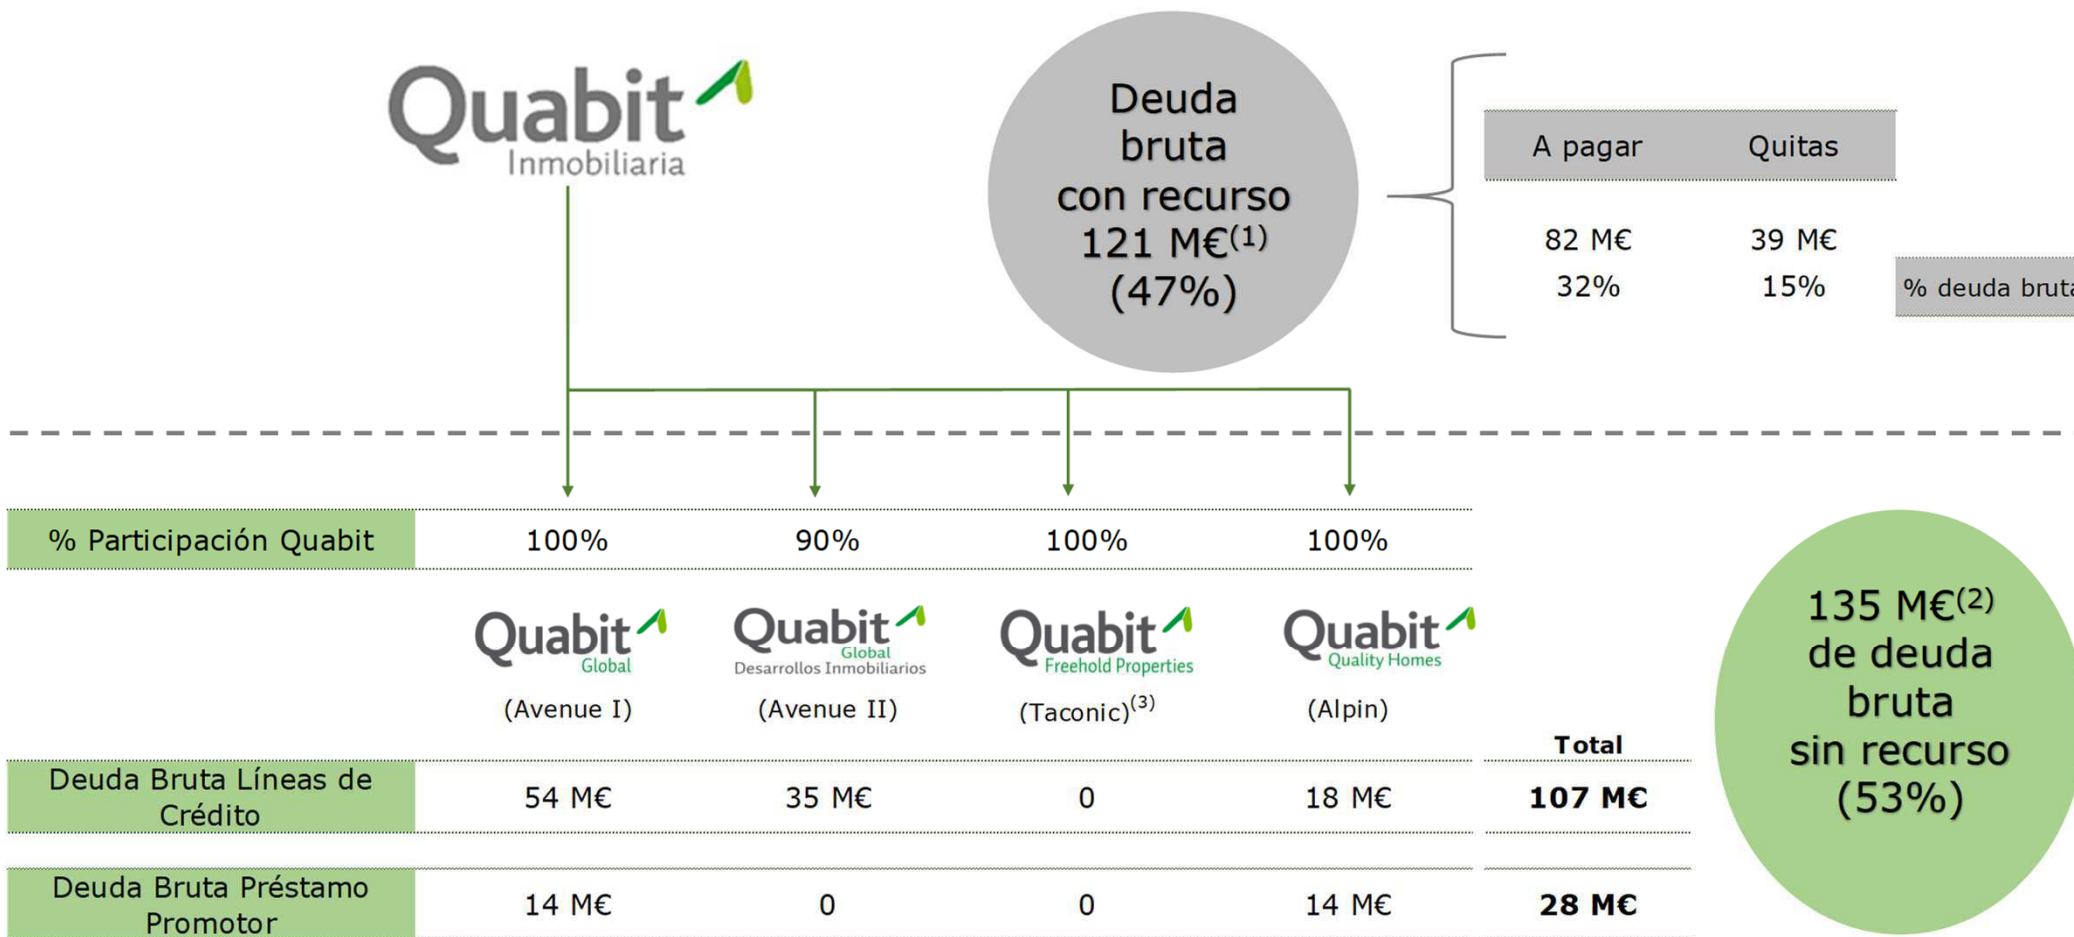 Quabit
Inmobiliaria
Deuda
bruta
con recurso
121 M€(1)
(47%)
A pagar Quitas
82 M€ 39 M€
32% 15% % deuda bruta
% Participación Quabit 100% 90% 100% 100%
Quabit
Global
Quabit
Global
Desarrollos Inmobiliarios
Quabit
Freehold Properties
Quabit
Quality Homes
(Avenue I) (Avenue II) (Taconic)(3) (Alpin)
Total
Deuda Bruta Líneas de
Crédito
54 M€ 35 M€ 0 18 M€ 107 M€
Deuda Bruta Préstamo
Promotor
14 M€ 0 0 14 M€ 28 M€
135 M€(2)
de deuda
bruta
sin recurso
(53%)